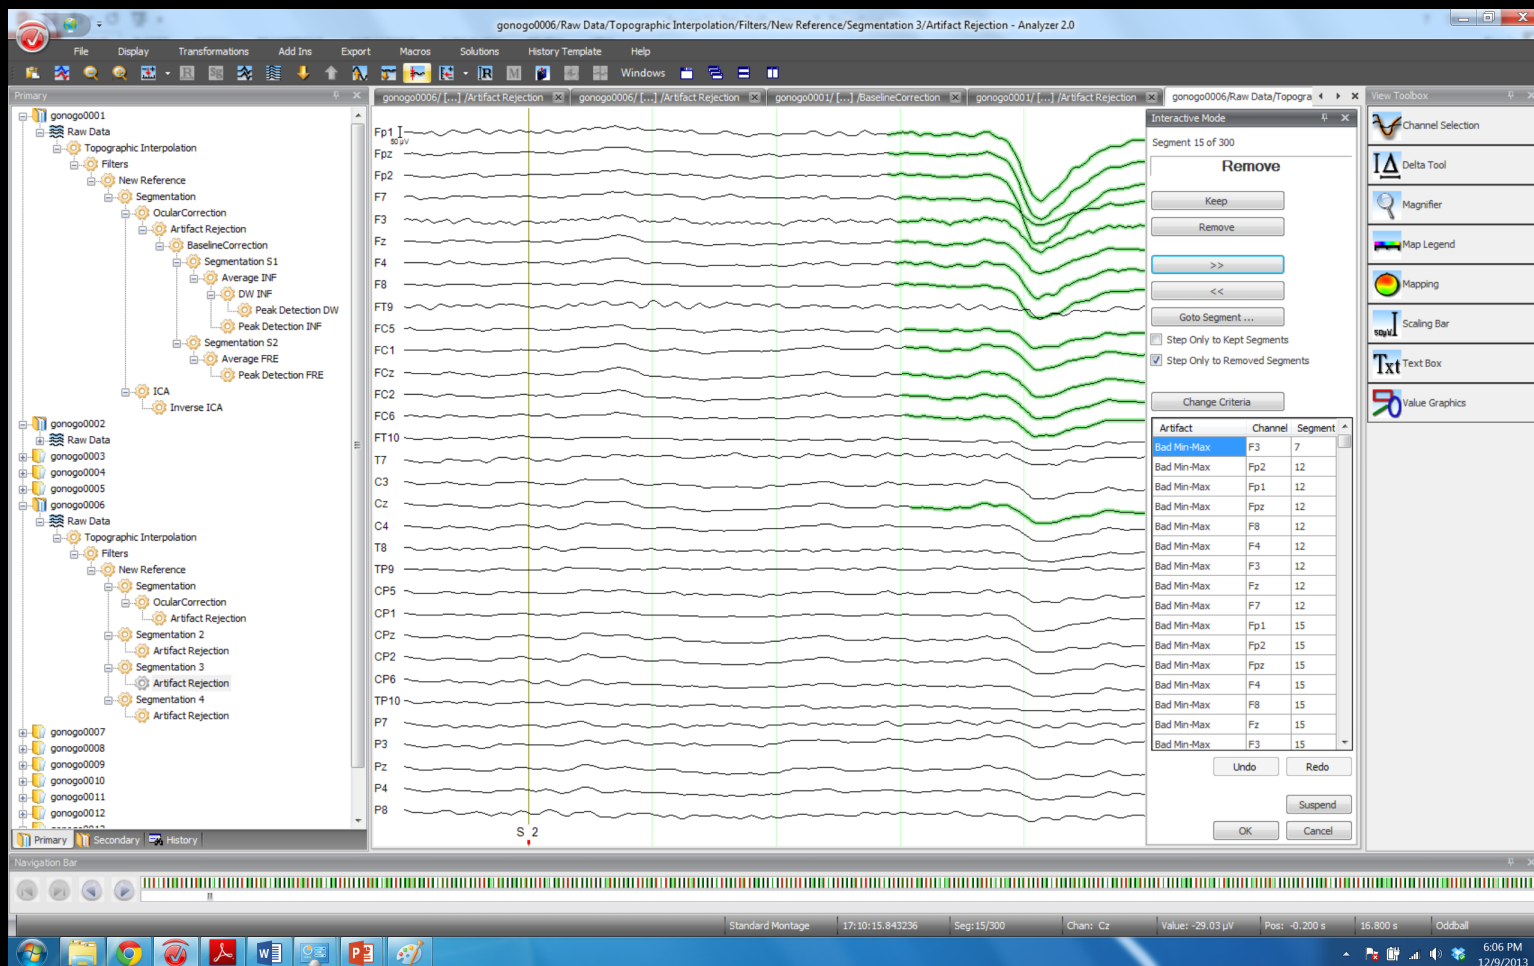 gonogo0006/Raw Data/Topographic Interpolation/Filters/New Reference/Segmentation 3/Artifact Rejection - Analyzer 2.0
File Display Transformations Add Ins Export Macros Solutions History Template Help
Windows
Primary
gonogo0006/ [...] /Artifact Rejection gonogo0006/ [...] /Artifact Rejection gonogo0001/ [...] /BaselineCorrection gonogo0001/ [...] /Artifact Rejection gonogo0006/Raw Data/Topogra
gonogo0001
Raw Data
Topographic Interpolation
Filters
New Reference
Segmentation
OcularCorrection
Artifact Rejection
BaselineCorrection
Segmentation S1
Average INF
DW INF
Peak Detection DW
Peak Detection INF
Segmentation S2
Average FRE
Peak Detection FRE
ICA
Inverse ICA
gonogo0002
Raw Data
gonogo0003
gonogo0004
gonogo0005
gonogo0006
Raw Data
Topographic Interpolation
Filters
New Reference
Segmentation
OcularCorrection
Artifact Rejection
Segmentation 2
Artifact Rejection
Segmentation 3
Artifact Rejection
Segmentation 4
Artifact Rejection
gonogo0007
gonogo0008
gonogo0009
gonogo0010
gonogo0011
gonogo0012
Primary Secondary History
Fp1
50 µV
Fpz
Fp2
F7
F3
Fz
F4
F8
FT9
FC5
FC1
FCz
FC2
FC6
FT10
T7
C3
Cz
C4
T8
TP9
CP5
CP1
CPz
CP2
CP6
TP10
P7
P3
Pz
P4
P8
S 2
Interactive Mode
Segment 15 of 300
Remove
Keep
Remove
>>
<<
Goto Segment ...
Step Only to Kept Segments
Step Only to Removed Segments
Change Criteria
Artifact Channel Segment
Bad Min-Max F3 7
Bad Min-Max Fp2 12
Bad Min-Max Fp1 12
Bad Min-Max Fpz 12
Bad Min-Max F8 12
Bad Min-Max F4 12
Bad Min-Max F3 12
Bad Min-Max Fz 12
Bad Min-Max F7 12
Bad Min-Max Fp1 15
Bad Min-Max Fp2 15
Bad Min-Max Fpz 15
Bad Min-Max F4 15
Bad Min-Max F8 15
Bad Min-Max Fz 15
Bad Min-Max F3 15
Undo Redo
Suspend
OK Cancel
View Toolbox
Channel Selection
Delta Tool
Magnifier
Map Legend
Mapping
50µV Scaling Bar
Txt Text Box
Value Graphics
Navigation Bar
Standard Montage 17:10:15.843236 Seg:15/300 Chan: Cz Value: -29.03 µV Pos: -0.200 s 16.800 s Oddball
6:06 PM
12/9/2013